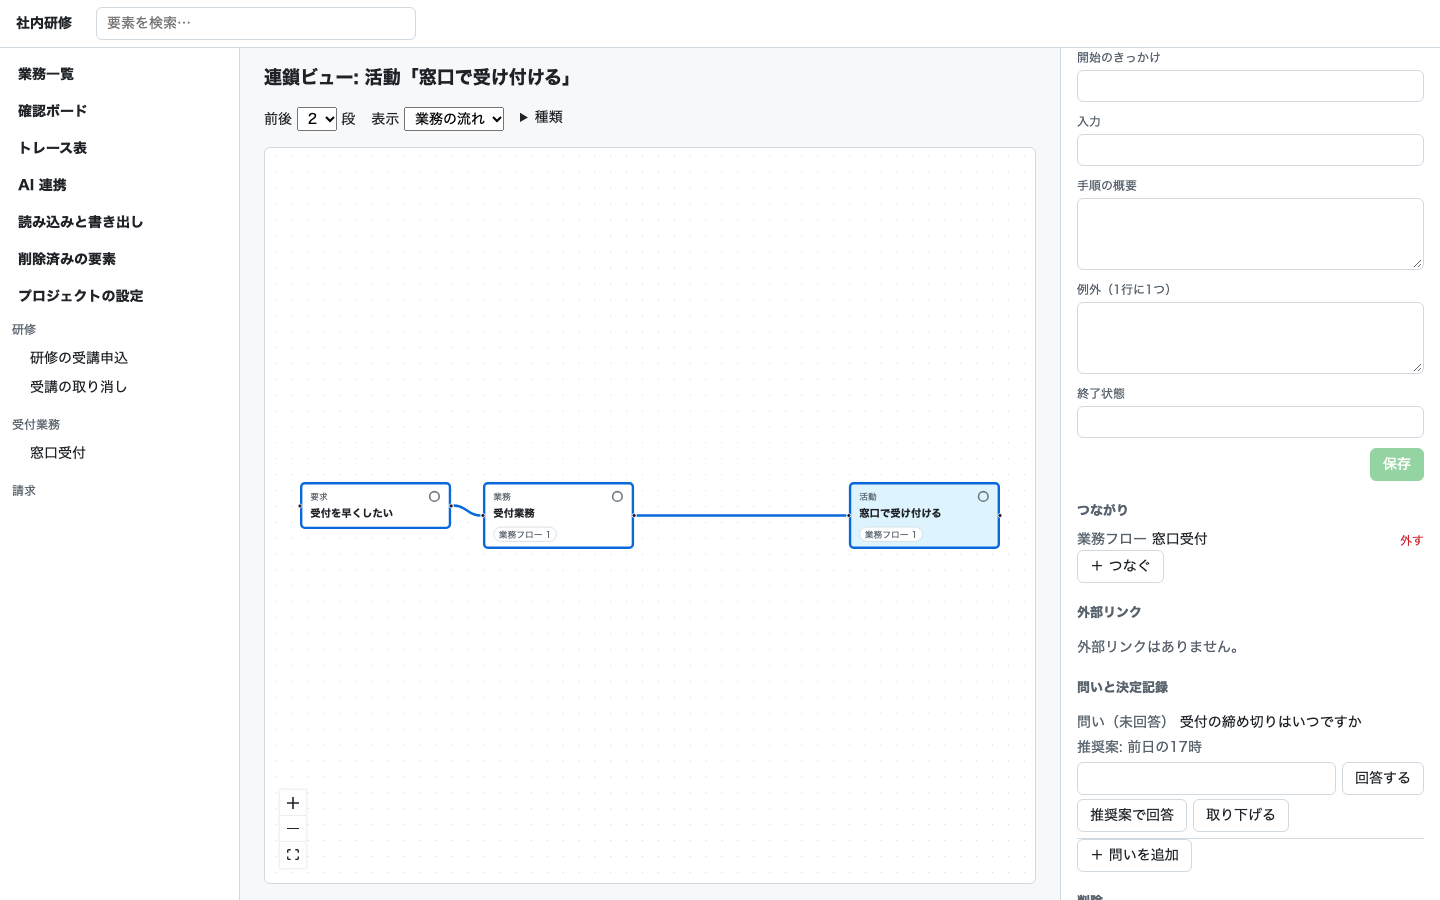 社内研修
要素を検索…
業務一覧
確認ボード
トレース表
AI 連携
読み込みと書き出し
削除済みの要素
プロジェクトの設定
研修
研修の受講申込
受講の取り消し
受付業務
窓口受付
請求
連鎖ビュー: 活動「窓口で受け付ける」
前後 2 段 表示 業務の流れ ▶ 種類
要求
受付を早くしたい
業務
受付業務
業務フロー 1
活動
窓口で受け付ける
業務フロー 1
開始のきっかけ
入力
手順の概要
例外（1行に1つ）
終了状態
保存
つながり
業務フロー 窓口受付 外す
＋ つなぐ
外部リンク
外部リンクはありません。
問いと決定記録
問い（未回答） 受付の締め切りはいつですか
推奨案: 前日の17時
回答する
推奨案で回答 取り下げる
＋ 問いを追加
削除